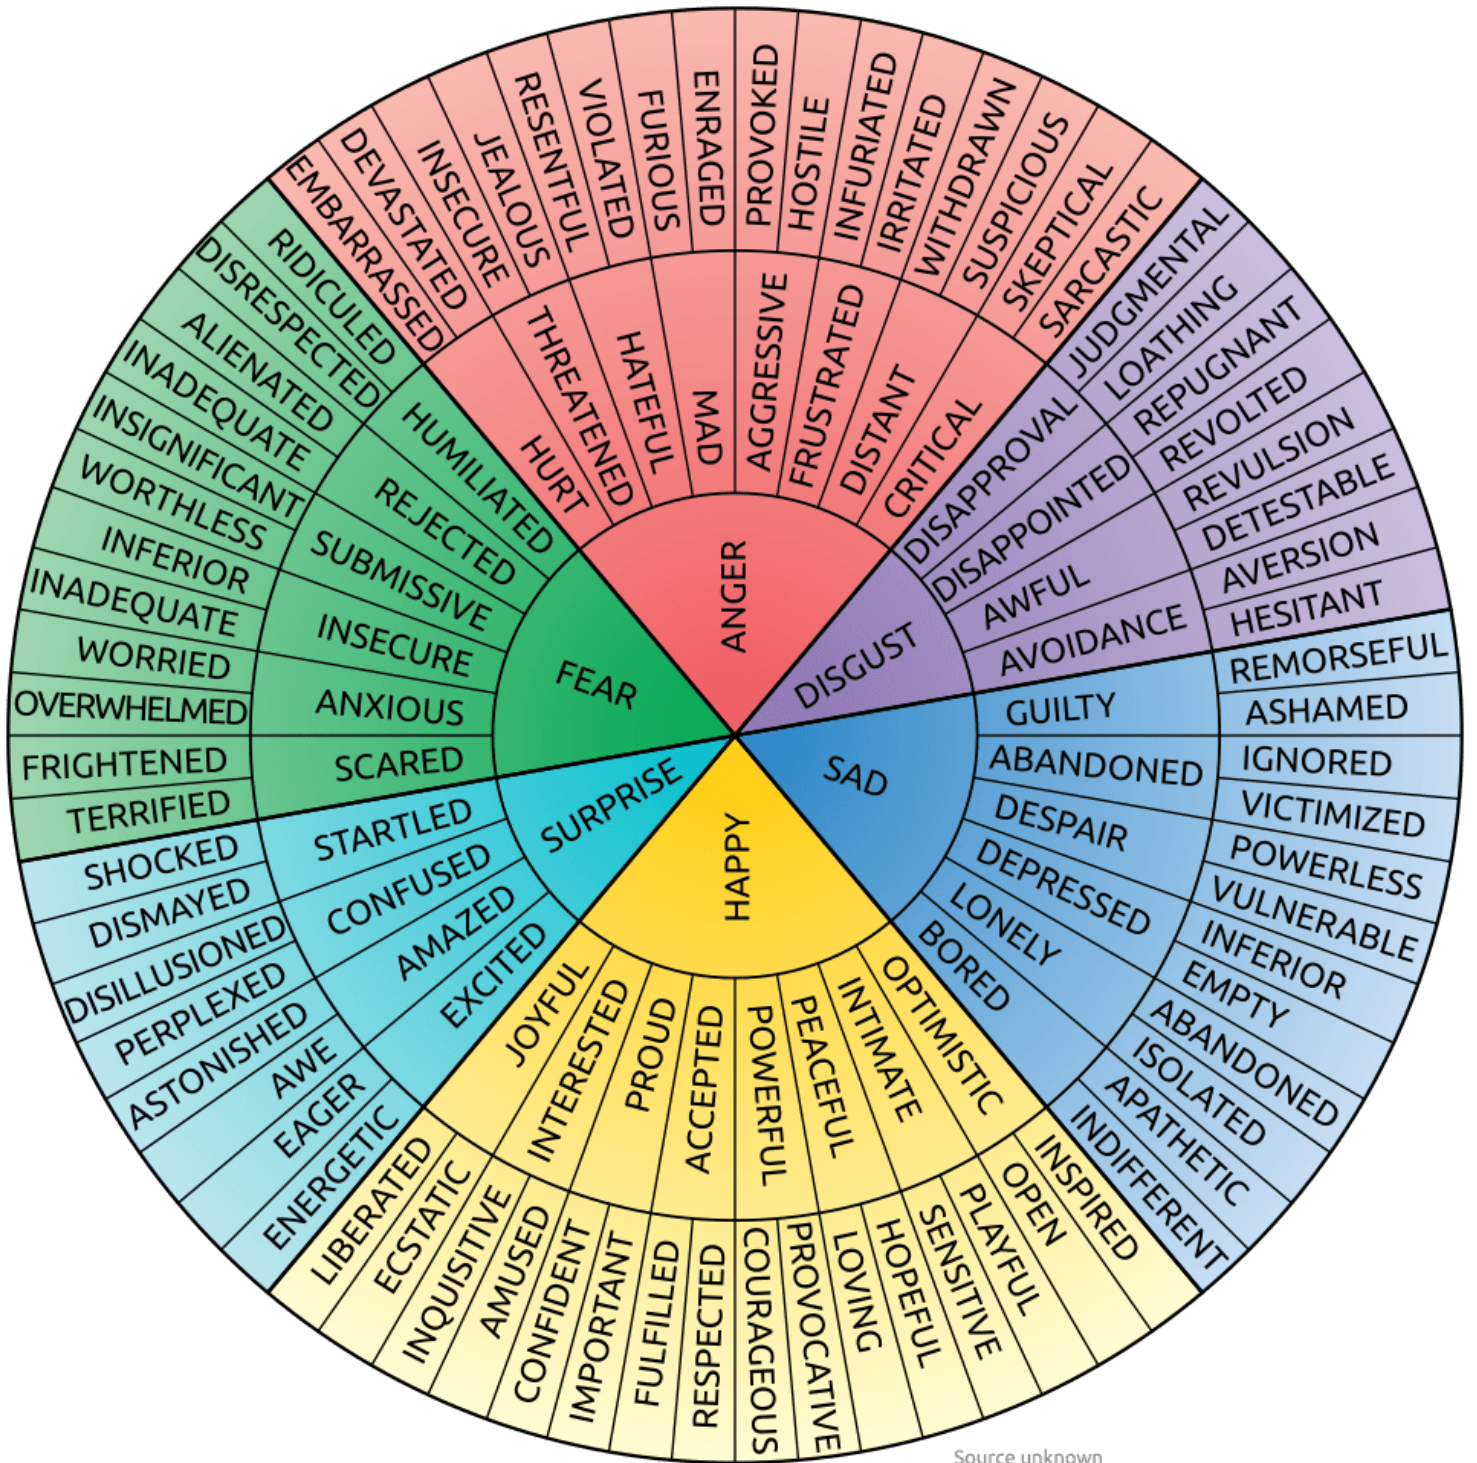 ANGER
DISGUST
SAD
HAPPY
SURPRISE
FEAR
HURT
THREATENED
HATEFUL
MAD
AGGRESSIVE
FRUSTRATED
DISTANT
CRITICAL
DISAPPROVAL
DISAPPOINTED
AWFUL
AVOIDANCE
GUILTY
ABANDONED
DESPAIR
DEPRESSED
LONELY
BORED
OPTIMISTIC
INTIMATE
PEACEFUL
POWERFUL
ACCEPTED
PROUD
INTERESTED
JOYFUL
EXCITED
AMAZED
CONFUSED
STARTLED
SCARED
ANXIOUS
INSECURE
SUBMISSIVE
REJECTED
HUMILIATED
EMBARRASSED
DEVASTATED
INSECURE
JEALOUS
RESENTFUL
VIOLATED
FURIOUS
ENRAGED
PROVOKED
HOSTILE
INFURIATED
IRRITATED
WITHDRAWN
SUSPICIOUS
SKEPTICAL
SARCASTIC
JUDGMENTAL
LOATHING
REPUGNANT
REVOLTED
REVULSION
DETESTABLE
AVERSION
HESITANT
REMORSEFUL
ASHAMED
IGNORED
VICTIMIZED
POWERLESS
VULNERABLE
INFERIOR
EMPTY
ABANDONED
ISOLATED
APATHETIC
INDIFFERENT
INSPIRED
OPEN
PLAYFUL
SENSITIVE
HOPEFUL
LOVING
PROVOCATIVE
COURAGEOUS
RESPECTED
FULFILLED
IMPORTANT
CONFIDENT
AMUSED
INQUISITIVE
ECSTATIC
LIBERATED
ENERGETIC
EAGER
AWE
ASTONISHED
PERPLEXED
DISILLUSIONED
DISMAYED
SHOCKED
TERRIFIED
FRIGHTENED
OVERWHELMED
WORRIED
INADEQUATE
INFERIOR
WORTHLESS
INSIGNIFICANT
INADEQUATE
ALIENATED
DISRESPECTED
RIDICULED
Source unknown